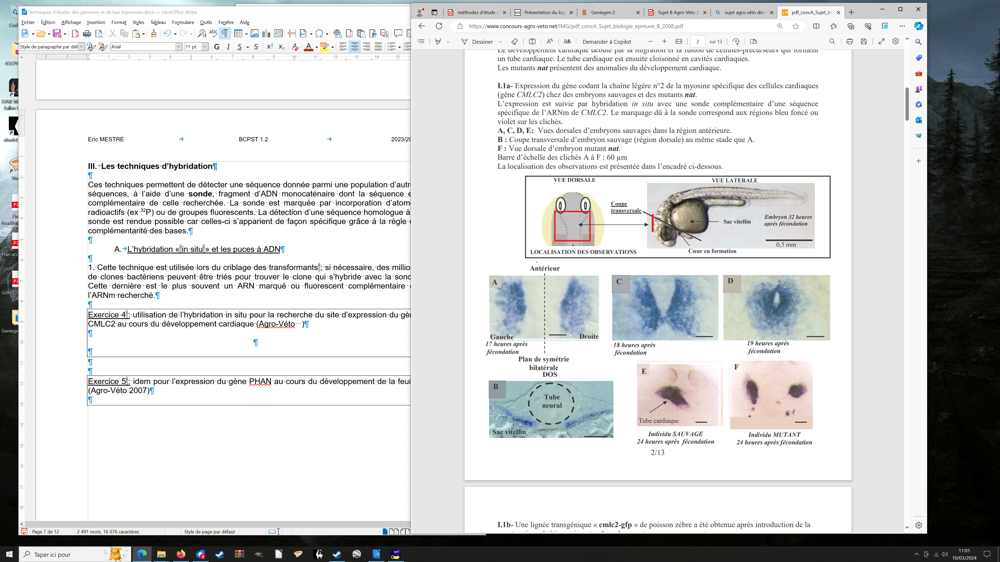 Techniques d'études des génomes et de leur expression.docx — LibreOffice Writer
Fichier Édition Affichage Insertion Format Styles Tableau Formulaire Outils Fenêtre Aide
Arial
11 pt
Eric MESTRE BCPST 1.2
III. Les techniques d'hybridation
Ces techniques permettent de détecter une séquence donnée parmi une population
séquences, à l'aide d'une sonde, fragment d'ADN monocaténaire dont la séquence
complémentaire de celle recherchée. La sonde est marquée par incorporation
radioactifs (ex 32P) ou de groupes fluorescents. La détection d'une séquence homologue à
sonde est rendue possible car celles-ci s'apparient de façon spécifique grâce à la règle
complémentarité des bases.
A. L'hybridation « in situ » et les puces à ADN
1. Cette technique est utilisée lors du criblage des transformants ; si nécessaire, des
de clones bactériens peuvent être triés pour trouver le clone qui s'hybride avec la
Cette dernière est le plus souvent un ARN marqué ou fluorescent complémentaire
l'ARNm recherché.
Exercice 4 : utilisation de l'hybridation in situ pour la recherche du site d'expression du
CMLC2 au cours du développement cardiaque (Agro-Véto )
Exercice 5 : idem pour l'expression du gène PHAN au cours du développement de la
(Agro-Véto 2007)
Page 7 de 12
2 491 mots, 16 076 caractères
Style de page par défaut
méthodes d'étude
Présentation du
Geniegen 2
Sujet B Agro-Véto
sujet agro véto
https://www.concours-agro-veto.net/IMG/pdf_concA_Sujet_biologie_epreuve_B_2008.pdf
Dessiner
Demander à Copilot
2 sur 13
Le développement cardiaque débute par la migration et la fusion de cellules-précurseurs qui forment
un tube cardiaque. Le tube cardiaque est ensuite cloisonné en cavités cardiaques.
Les mutants nat présentent des anomalies du développement cardiaque.
I.1a- Expression du gène codant la chaîne légère n°2 de la myosine spécifique des cellules cardiaques
(gène CMLC2) chez des embryons sauvages et des mutants nat.
L'expression est suivie par hybridation in situ avec une sonde complémentaire d'une séquence
spécifique de l'ARNm de CMLC2. Le marquage dû à la sonde correspond aux régions bleu foncé ou
violet sur les clichés.
A, C, D, E: Vues dorsales d'embryons sauvages dans la région antérieure.
B : Coupe transversale d'embryon sauvage (région dorsale) au même stade que A.
F : Vue dorsale d'embryon mutant nat.
Barre d'échelle des clichés A à F : 60 µm
La localisation des observations est présentée dans l'encadré ci-dessous.
VUE DORSALE
VUE LATERALE
Coupe
transversale
Embryon 32 heures
après fécondation
Sac vitellin
0,5 mm
Cœur en formation
LOCALISATION DES OBSERVATIONS
Antérieur
A
C
D
Gauche
Droite
17 heures après
fécondation
18 heures après
fécondation
19 heures après
fécondation
Plan de symétrie
bilatérale
DOS
B
Tube
neural
Sac vitellin
E
F
Tube cardiaque
Individu SAUVAGE
24 heures après fécondation
Individu MUTANT
24 heures après fécondation
2/13
I.1b- Une lignée transgénique « cmlc2-gfp » de poisson zèbre a été obtenue après introduction de la
Taper ici pour
11:01
10/03/2024